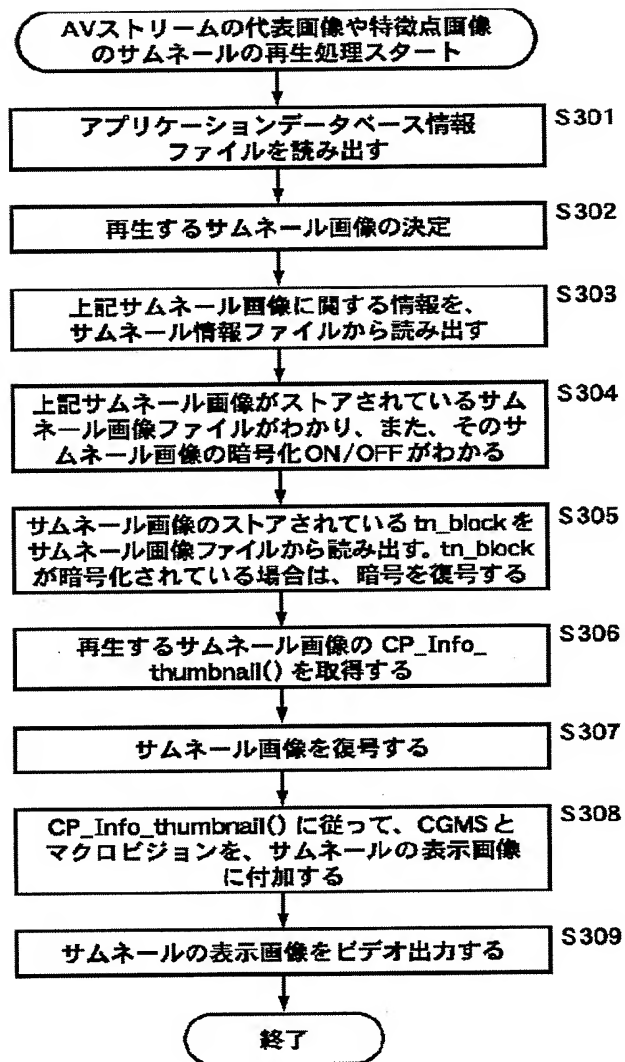 AVストリームの代表画像や特徴点画像
のサムネールの再生処理スタート
S301
アプリケーションデータベース情報
ファイルを読み出す
S302
再生するサムネール画像の決定
S303
上記サムネール画像に関する情報を、
サムネール情報ファイルから読み出す
S304
上記サムネール画像がストアされているサム
ネール画像ファイルがわかり、また、そのサ
ムネール画像の暗号化ON/OFFがわかる
S305
サムネール画像のストアされているtn_blockを
サムネール画像ファイルから読み出す。tn_block
が暗号化されている場合は、暗号を復号する
S306
再生するサムネール画像の CP_Info_
thumbnail() を取得する
S307
サムネール画像を復号する
S308
CP_Info_thumbnail() に従って、CGMSと
マクロビジョンを、サムネールの表示画像
に付加する
S309
サムネールの表示画像をビデオ出力する
終了